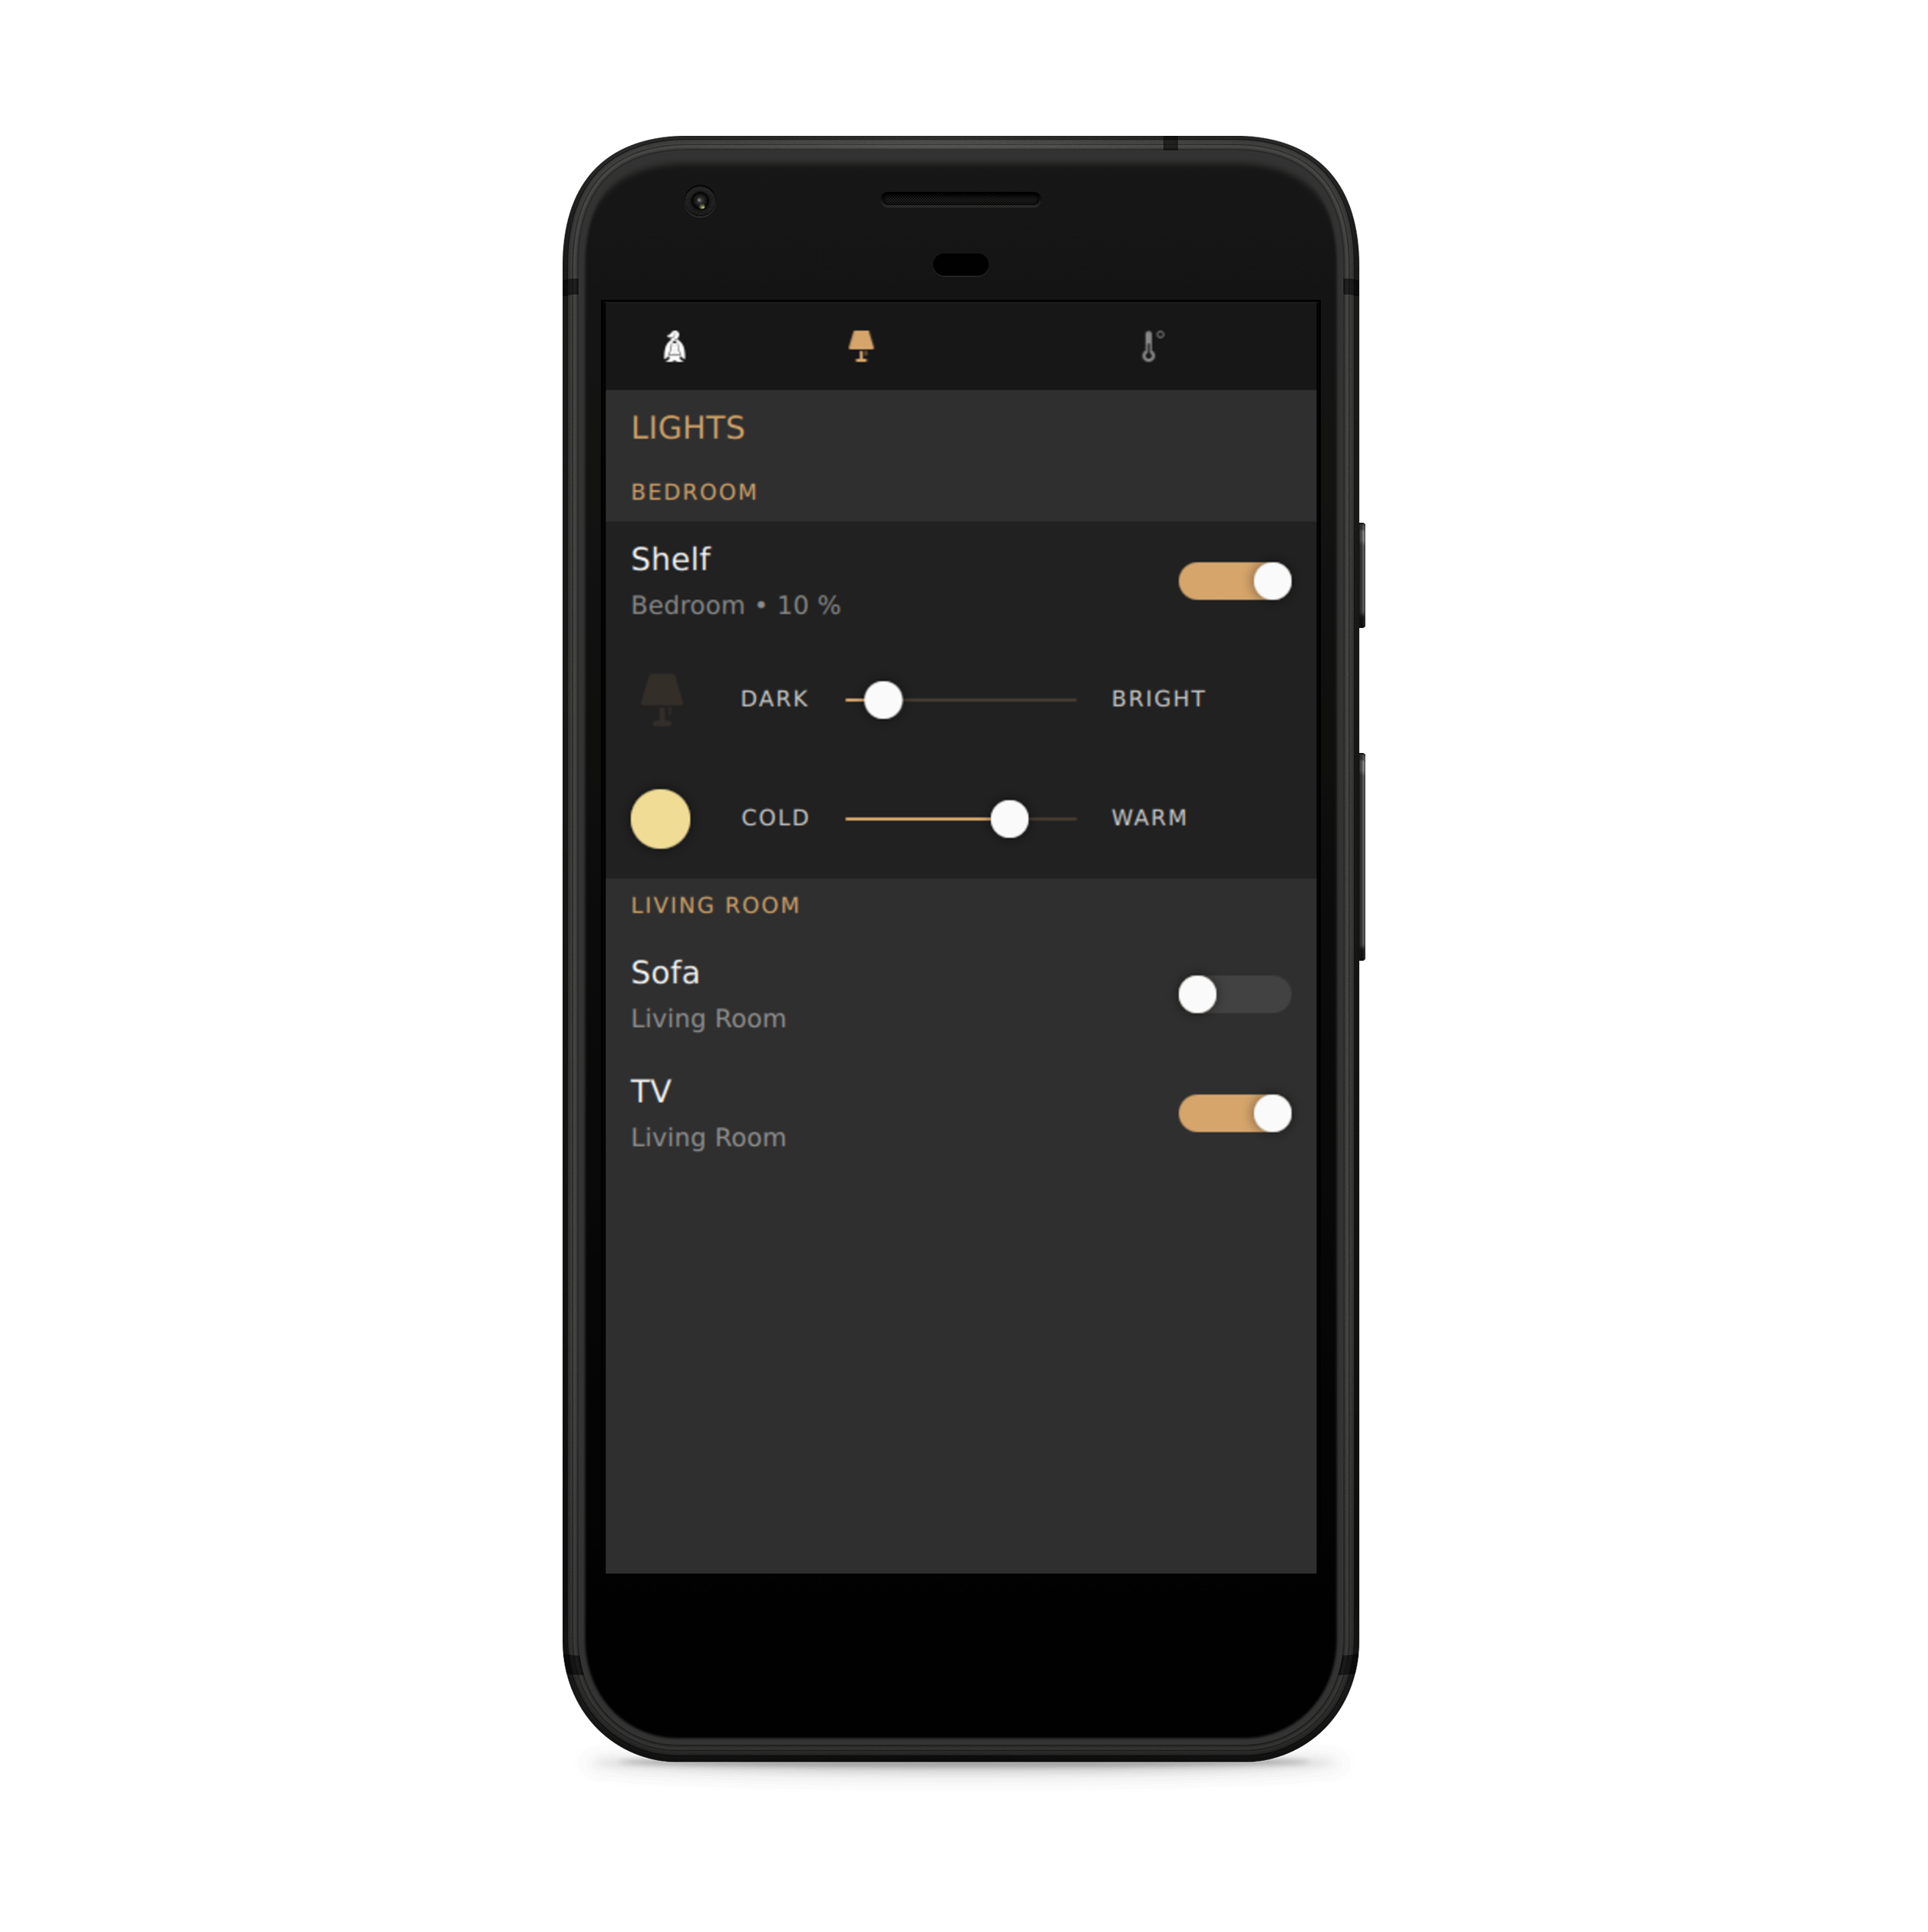 LIGHTS
BEDROOM
Shelf
Bedroom • 10 %
DARK BRIGHT
COLD WARM
LIVING ROOM
Sofa
Living Room
TV
Living Room